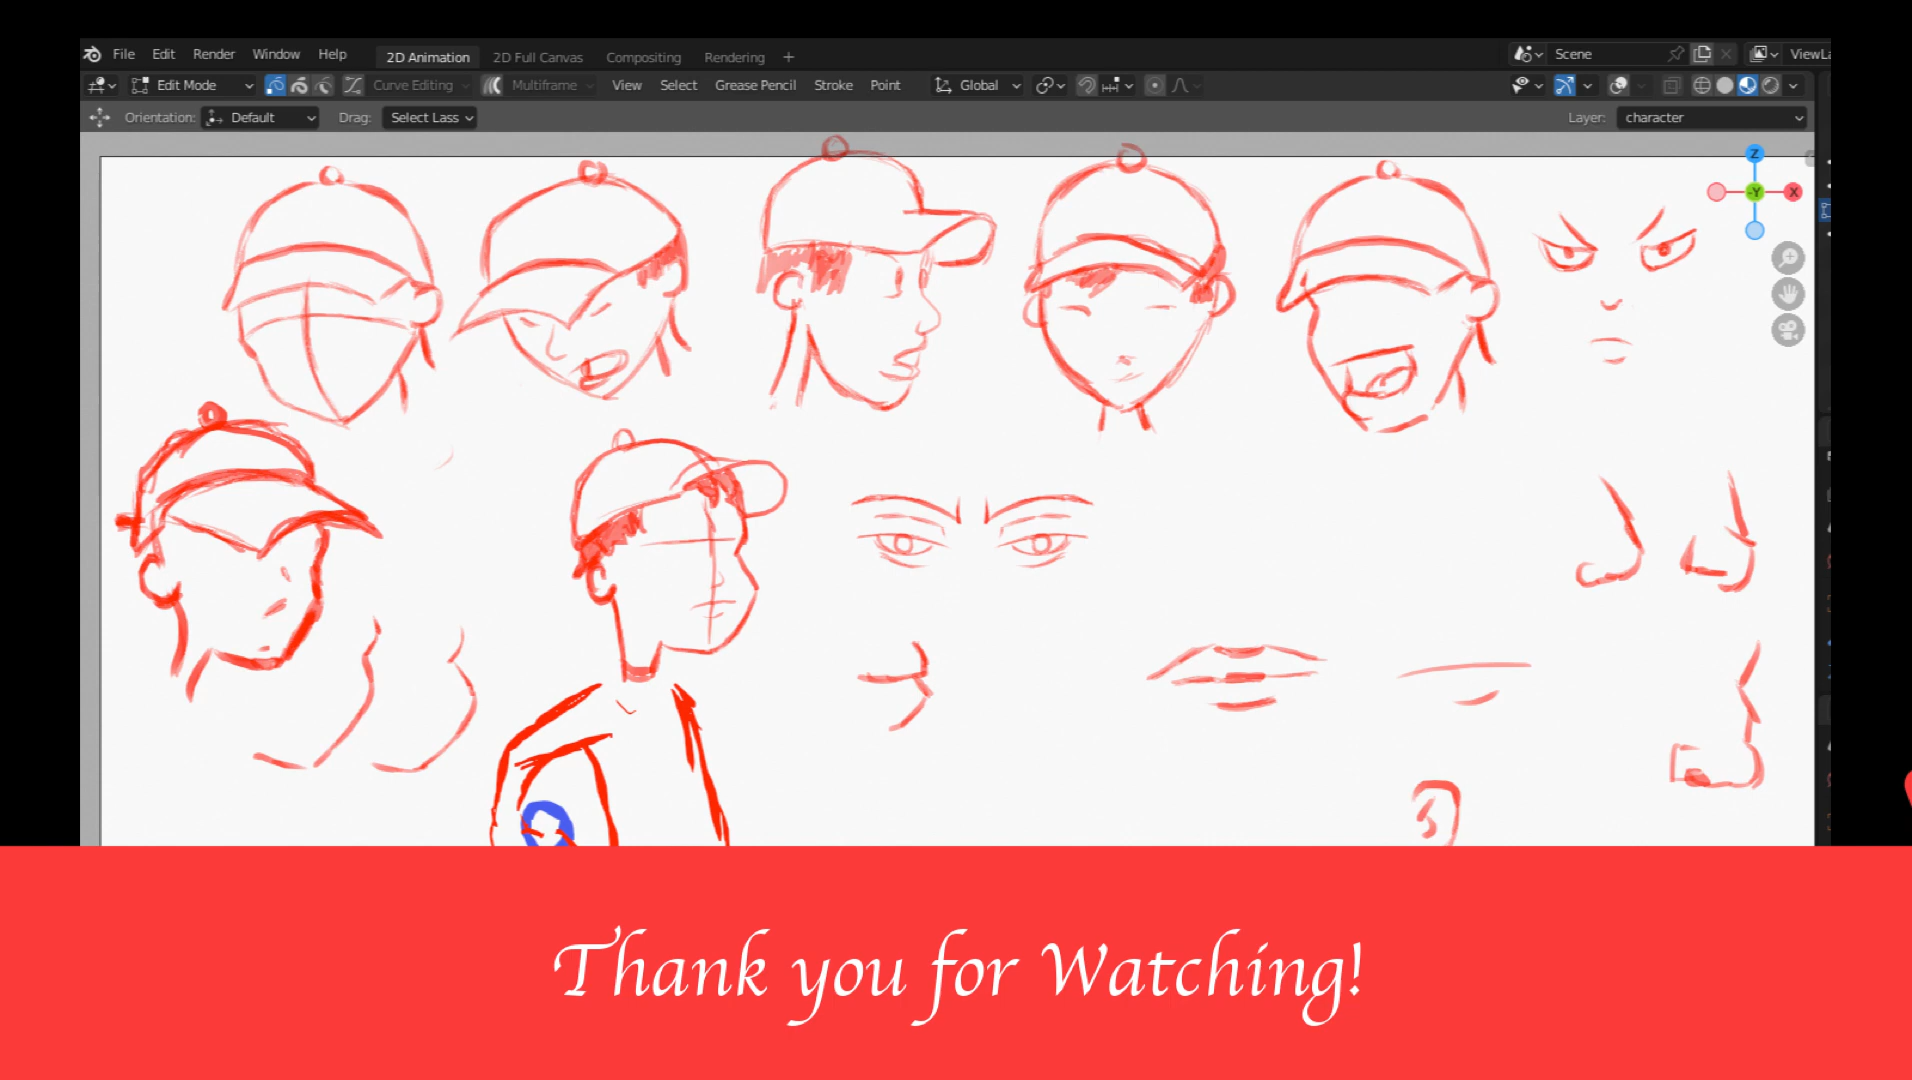 File Edit Render Window Help 2D Animation 2D Full Canvas Compositing Rendering + Scene ViewLa
Edit Mode Curve Editing Multiframe View Select Grease Pencil Stroke Point Global
Orientation: Default Drag: Select Lass Layer: character
Z
-Y X
Thank you for Watching!